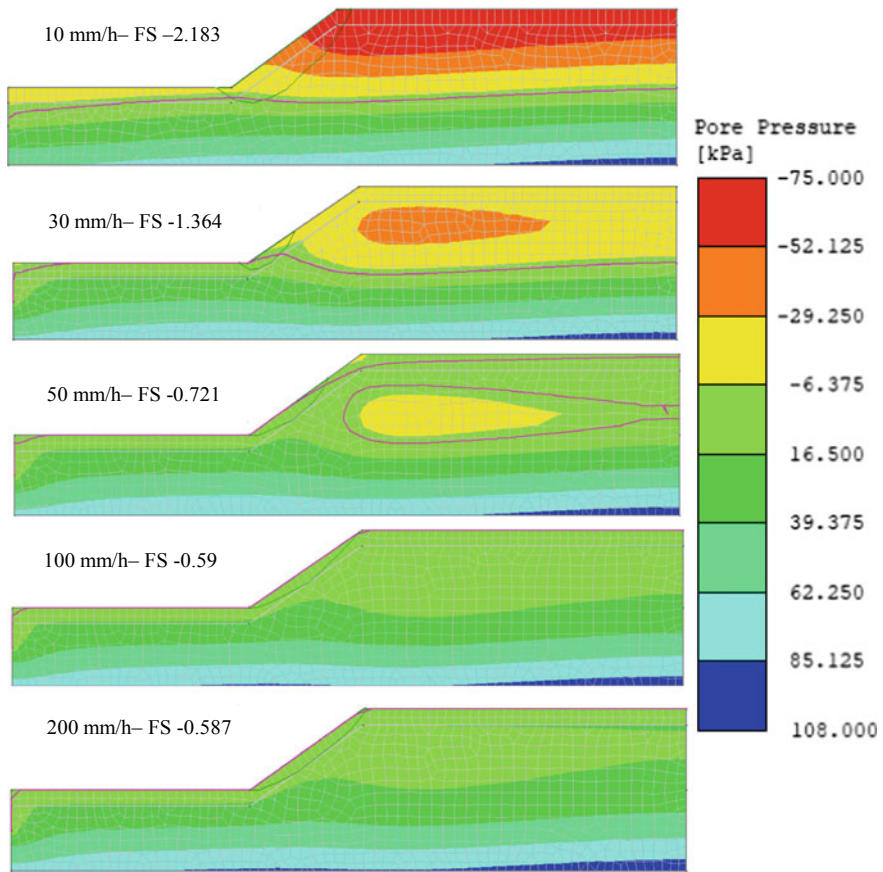 10 mm/h– FS –2.183
30 mm/h– FS -1.364
50 mm/h– FS -0.721
100 mm/h– FS -0.59
200 mm/h– FS -0.587
Pore Pressure
[kPa]
-75.000
-52.125
-29.250
-6.375
16.500
39.375
62.250
85.125
108.000